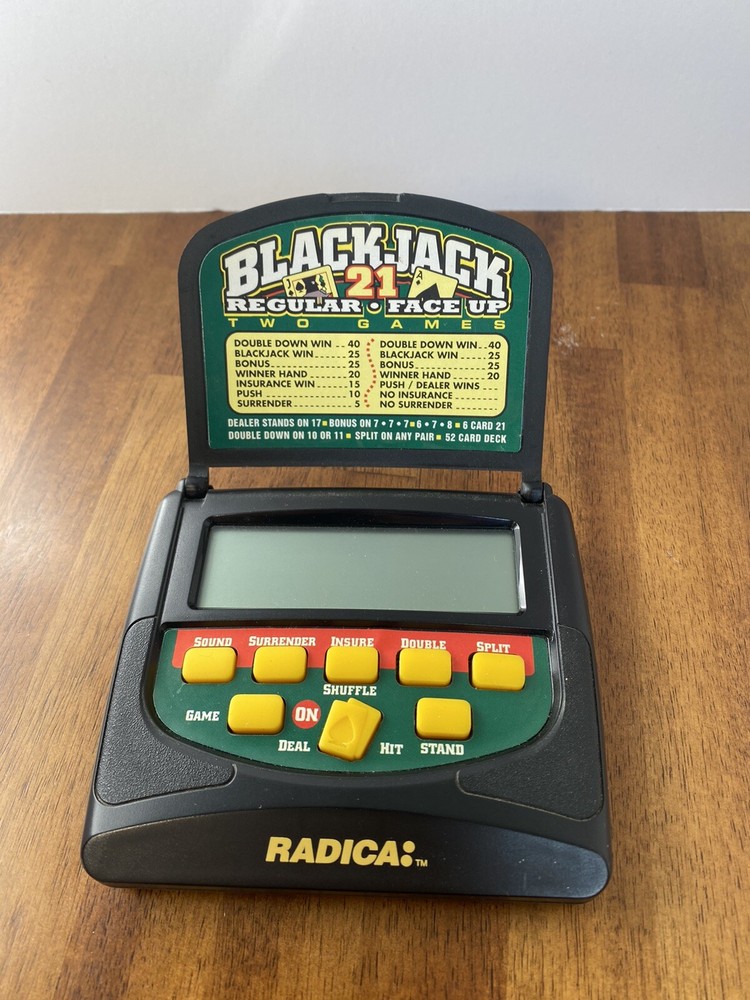 BLACKJACK
21
REGULAR • FACE UP
TWO GAMES
DOUBLE DOWN WIN .. 40
BLACKJACK WIN ...... 25
BONUS ................ 25
WINNER HAND ........ 20
INSURANCE WIN ...... 15
PUSH .................. 10
SURRENDER ............ 5
DOUBLE DOWN WIN .. 40
BLACKJACK WIN ...... 25
BONUS ................ 25
WINNER HAND ........ 20
PUSH / DEALER WINS ...
NO INSURANCE ........
NO SURRENDER ........
DEALER STANDS ON 17 ■ BONUS ON 7 • 7 • 7 ■ 6 • 7 • 8 ■ 6 CARD 21
DOUBLE DOWN ON 10 OR 11 ■ SPLIT ON ANY PAIR ■ 52 CARD DECK
SOUND SURRENDER INSURE DOUBLE SPLIT
SHUFFLE
GAME ON
DEAL HIT STAND
RADICA:™